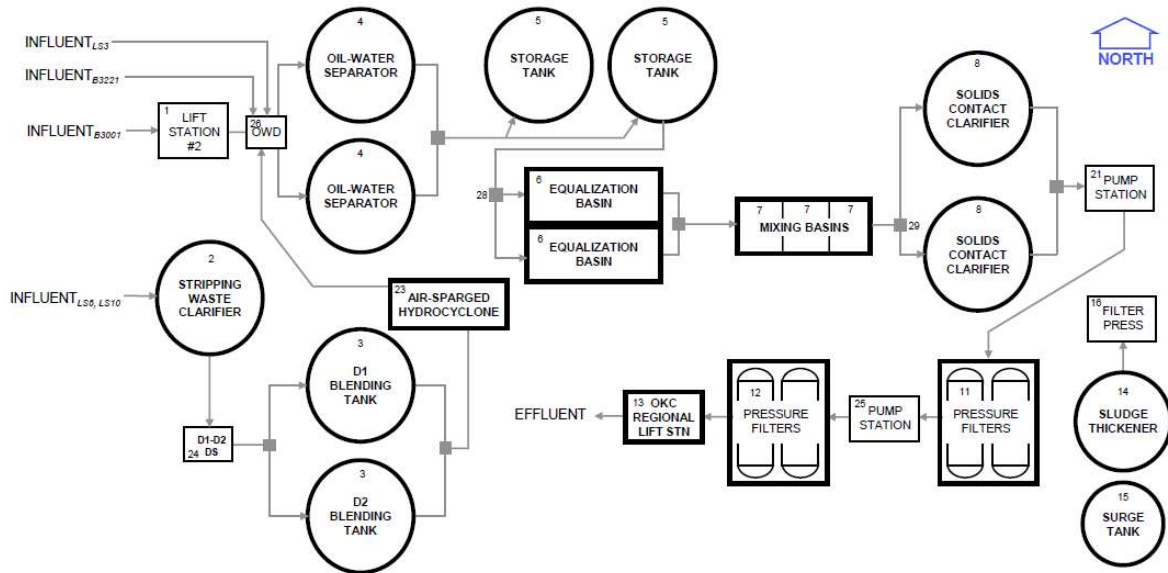 INFLUENT LS3
INFLUENT B3221
INFLUENT B3001
1
LIFT
STATION
#2
26
OWD
4
OIL-WATER
SEPARATOR
4
OIL-WATER
SEPARATOR
5
STORAGE
TANK
5
STORAGE
TANK
28
6
EQUALIZATION
BASIN
6
EQUALIZATION
BASIN
7
7
7
MIXING BASINS
29
8
SOLIDS
CONTACT
CLARIFIER
8
SOLIDS
CONTACT
CLARIFIER
NORTH
21
PUMP
STATION
INFLUENT LS6, LS10
2
STRIPPING
WASTE
CLARIFIER
23
AIR-SPARGED
HYDROCYCLONE
3
D1
BLENDING
TANK
D1-D2
DS
24
3
D2
BLENDING
TANK
EFFLUENT
13 OKC
REGIONAL
LIFT STN
12
PRESSURE
FILTERS
25
PUMP
STATION
11
PRESSURE
FILTERS
16
FILTER
PRESS
14
SLUDGE
THICKENER
15
SURGE
TANK